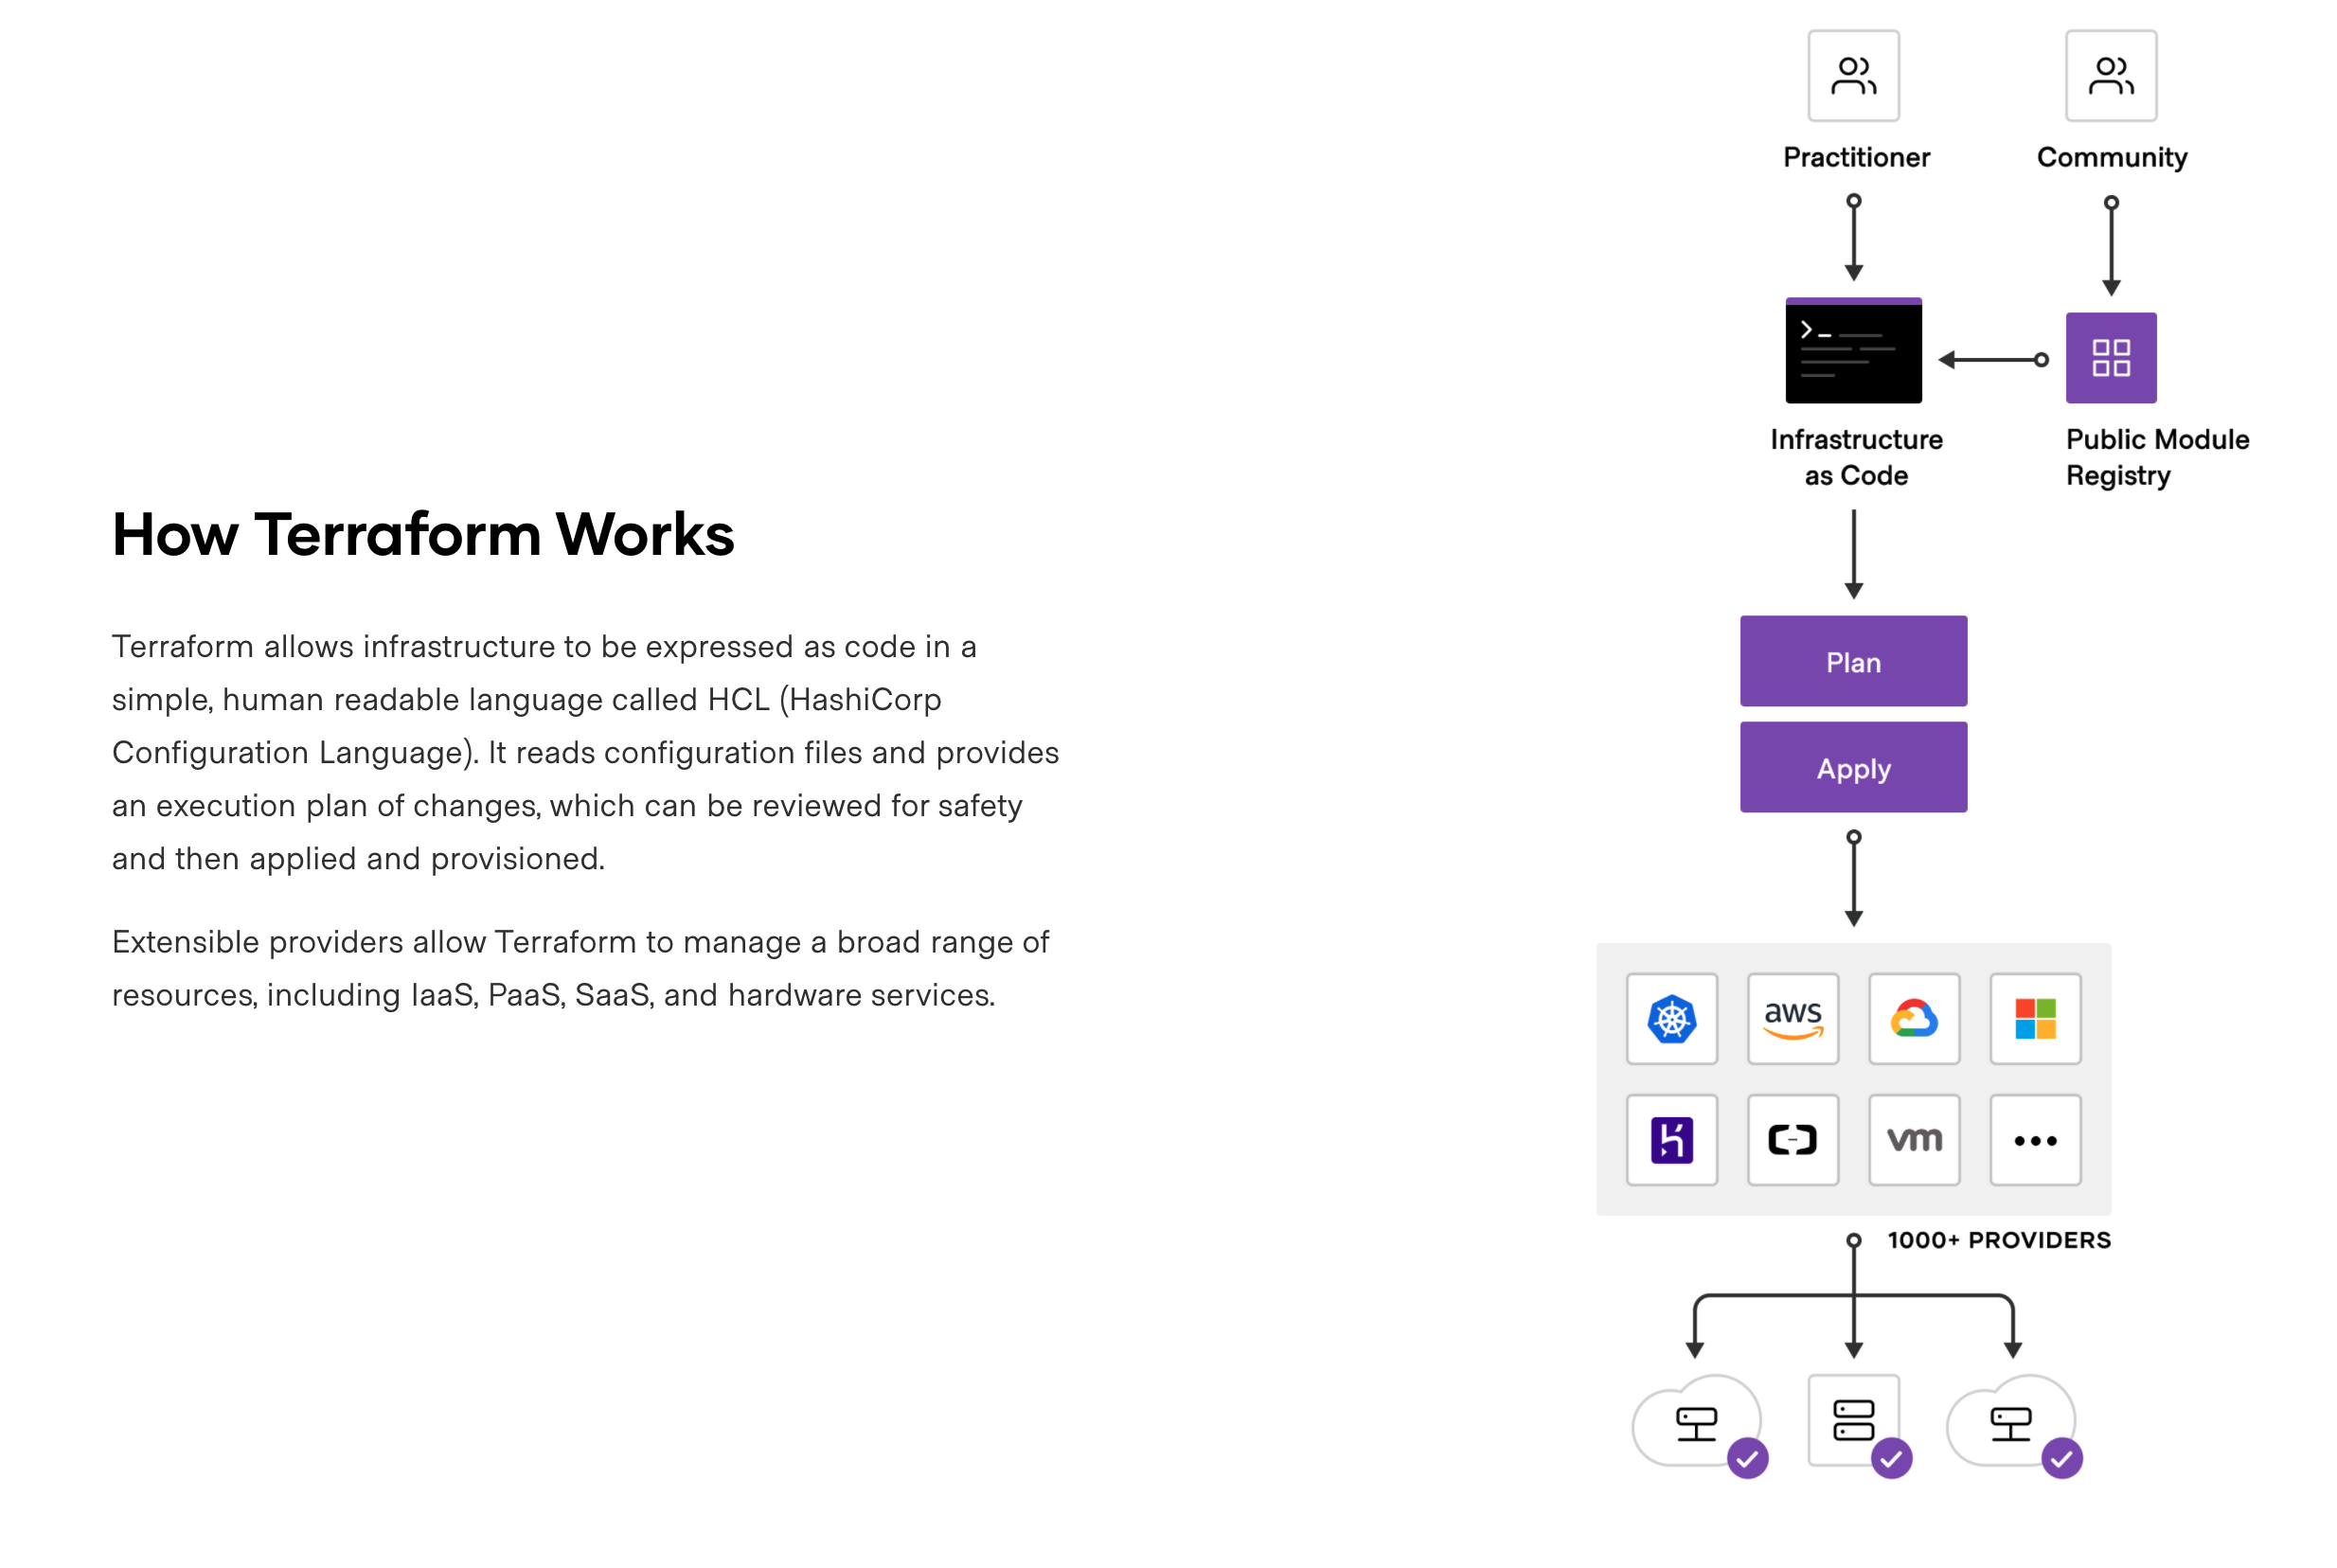 Practitioner
Community
Infrastructure
as Code
Public Module
Registry
How Terraform Works
Terraform allows infrastructure to be expressed as code in a
simple, human readable language called HCL (HashiCorp
Configuration Language). It reads configuration files and provides
an execution plan of changes, which can be reviewed for safety
and then applied and provisioned.
Extensible providers allow Terraform to manage a broad range of
resources, including IaaS, PaaS, SaaS, and hardware services.
Plan
Apply
aws
vm
1000+ PROVIDERS